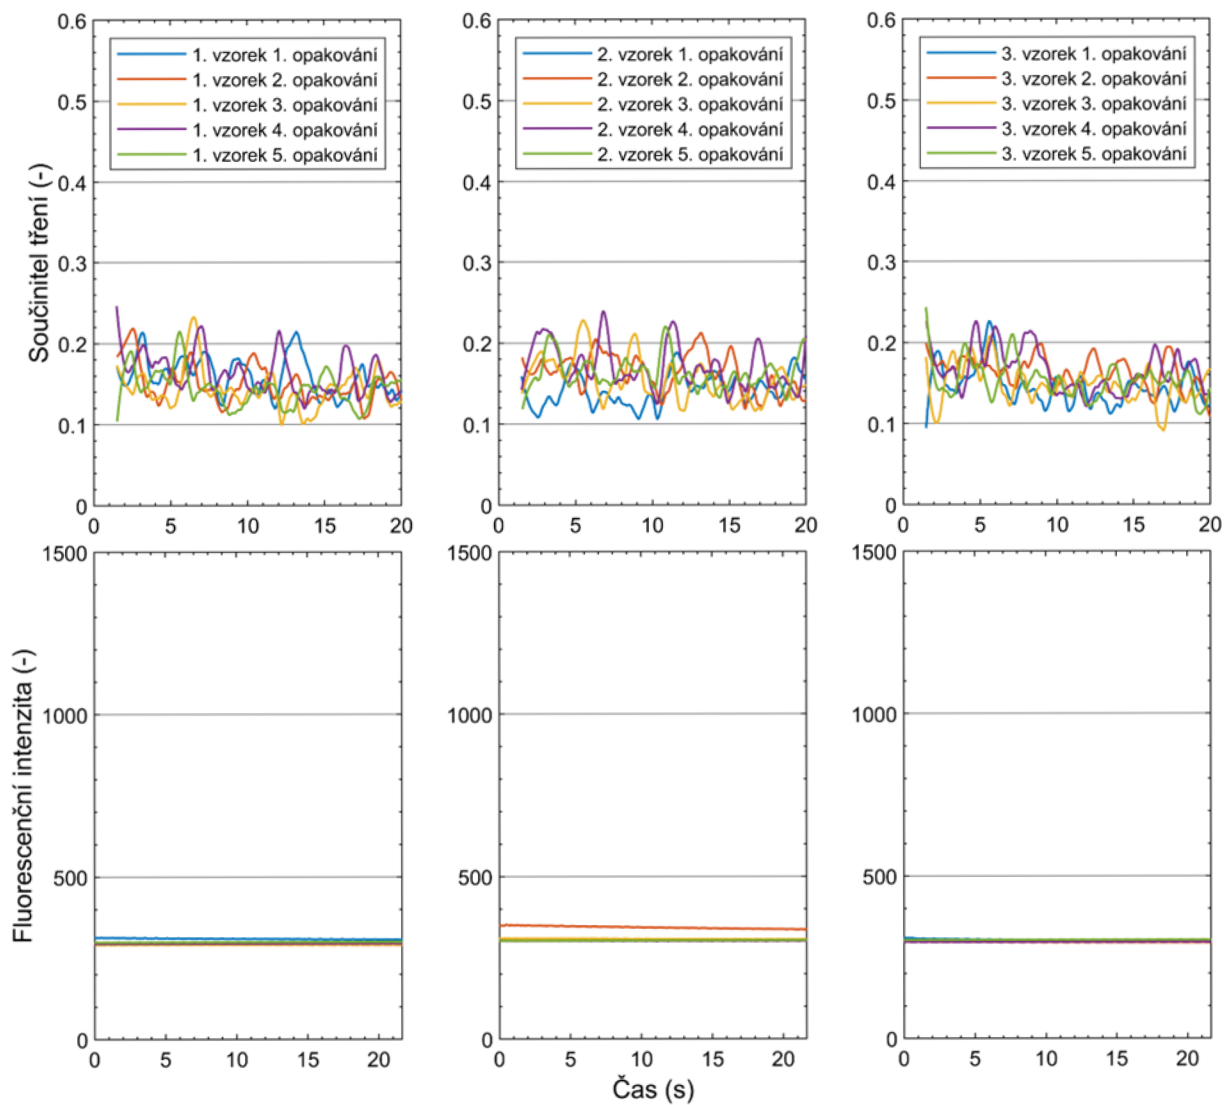 Součinitel tření (-)
0.6
0.5
0.4
0.3
0.2
0.1
0
0 5 10 15 20
1. vzorek 1. opakování
1. vzorek 2. opakování
1. vzorek 3. opakování
1. vzorek 4. opakování
1. vzorek 5. opakování
0.6
0.5
0.4
0.3
0.2
0.1
0
0 5 10 15 20
2. vzorek 1. opakování
2. vzorek 2. opakování
2. vzorek 3. opakování
2. vzorek 4. opakování
2. vzorek 5. opakování
0.6
0.5
0.4
0.3
0.2
0.1
0
0 5 10 15 20
3. vzorek 1. opakování
3. vzorek 2. opakování
3. vzorek 3. opakování
3. vzorek 4. opakování
3. vzorek 5. opakování
Fluorescenční intenzita (-)
1500
1000
500
0
0 5 10 15 20
1500
1000
500
0
0 5 10 15 20
1500
1000
500
0
0 5 10 15 20
Čas (s)